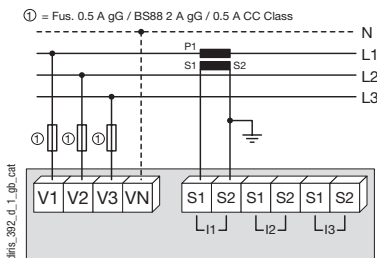 ① = Fus. 0.5 A gG / BS88 2 A gG / 0.5 A CC Class
N
P1
L1
S1 S2
L2
L3
① ① ①
V1 V2 V3 VN S1 S2 S1 S2 S1 S2
I1 I2 I3
diris_392_d_1_gb_cat